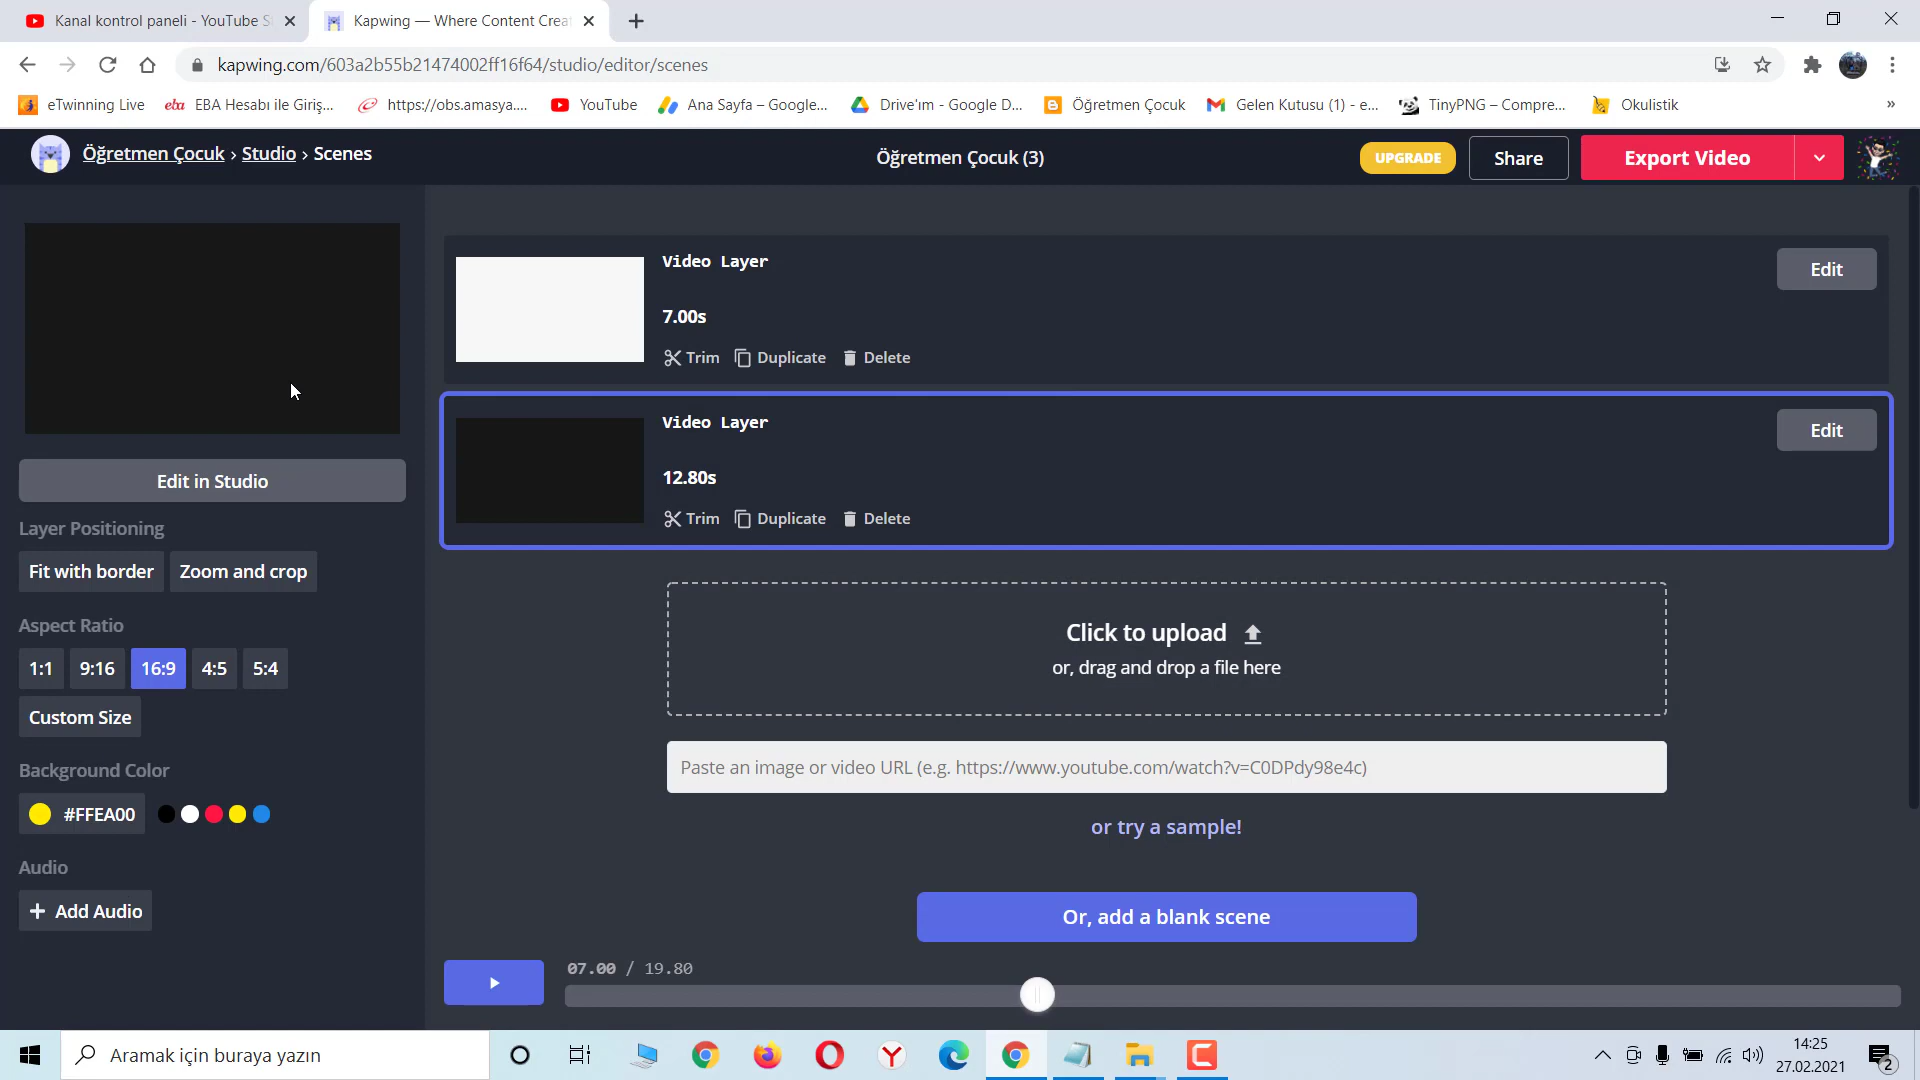 Kanal kontrol paneli - YouTube S
Kapwing — Where Content Crea
kapwing.com/603a2b55b21474002ff16f64/studio/editor/scenes
eTwinning Live
eba
EBA Hesabı ile Giriş...
https://obs.amasya....
YouTube
Ana Sayfa – Google...
Drive'ım - Google D...
Öğretmen Çocuk
Gelen Kutusu (1) - e...
TinyPNG – Compre...
Okulistik
»
Öğretmen Çocuk › Studio › Scenes
Öğretmen Çocuk (3)
UPGRADE
Share
Export Video
Video Layer
Edit
7.00s
Trim
Duplicate
Delete
Video Layer
Edit
12.80s
Trim
Duplicate
Delete
Edit in Studio
Layer Positioning
Fit with border
Zoom and crop
Aspect Ratio
1:1
9:16
16:9
4:5
5:4
Custom Size
Background Color
#FFEA00
Audio
+ Add Audio
Click to upload
or, drag and drop a file here
Paste an image or video URL (e.g. https://www.youtube.com/watch?v=C0DPdy98e4c)
or try a sample!
Or, add a blank scene
07.00 / 19.80
Aramak için buraya yazın
14:25
27.02.2021
2